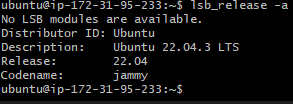 ubuntu@ip-172-31-95-233:~$ lsb_release -a
No LSB modules are available.
Distributor ID: Ubuntu
Description:    Ubuntu 22.04.3 LTS
Release:        22.04
Codename:       jammy
ubuntu@ip-172-31-95-233:~$